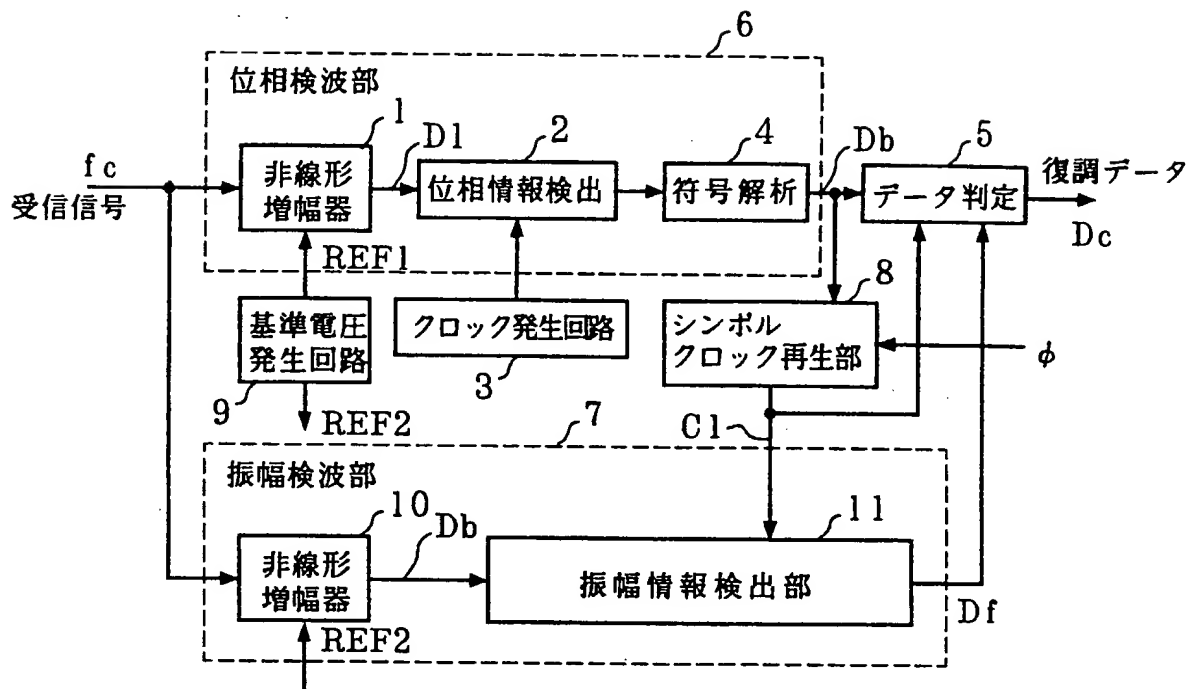 6
位相検波部
1
D1
2
4
Db
5
fc
受信信号
非線形
増幅器
位相情報検出
符号解析
データ判定
復調データ
Dc
REF1
8
基準電圧
発生回路
クロック発生回路
シンボル
クロック再生部
φ
9
3
REF2
7
C1
振幅検波部
10
Db
11
非線形
増幅器
振幅情報検出部
Df
REF2